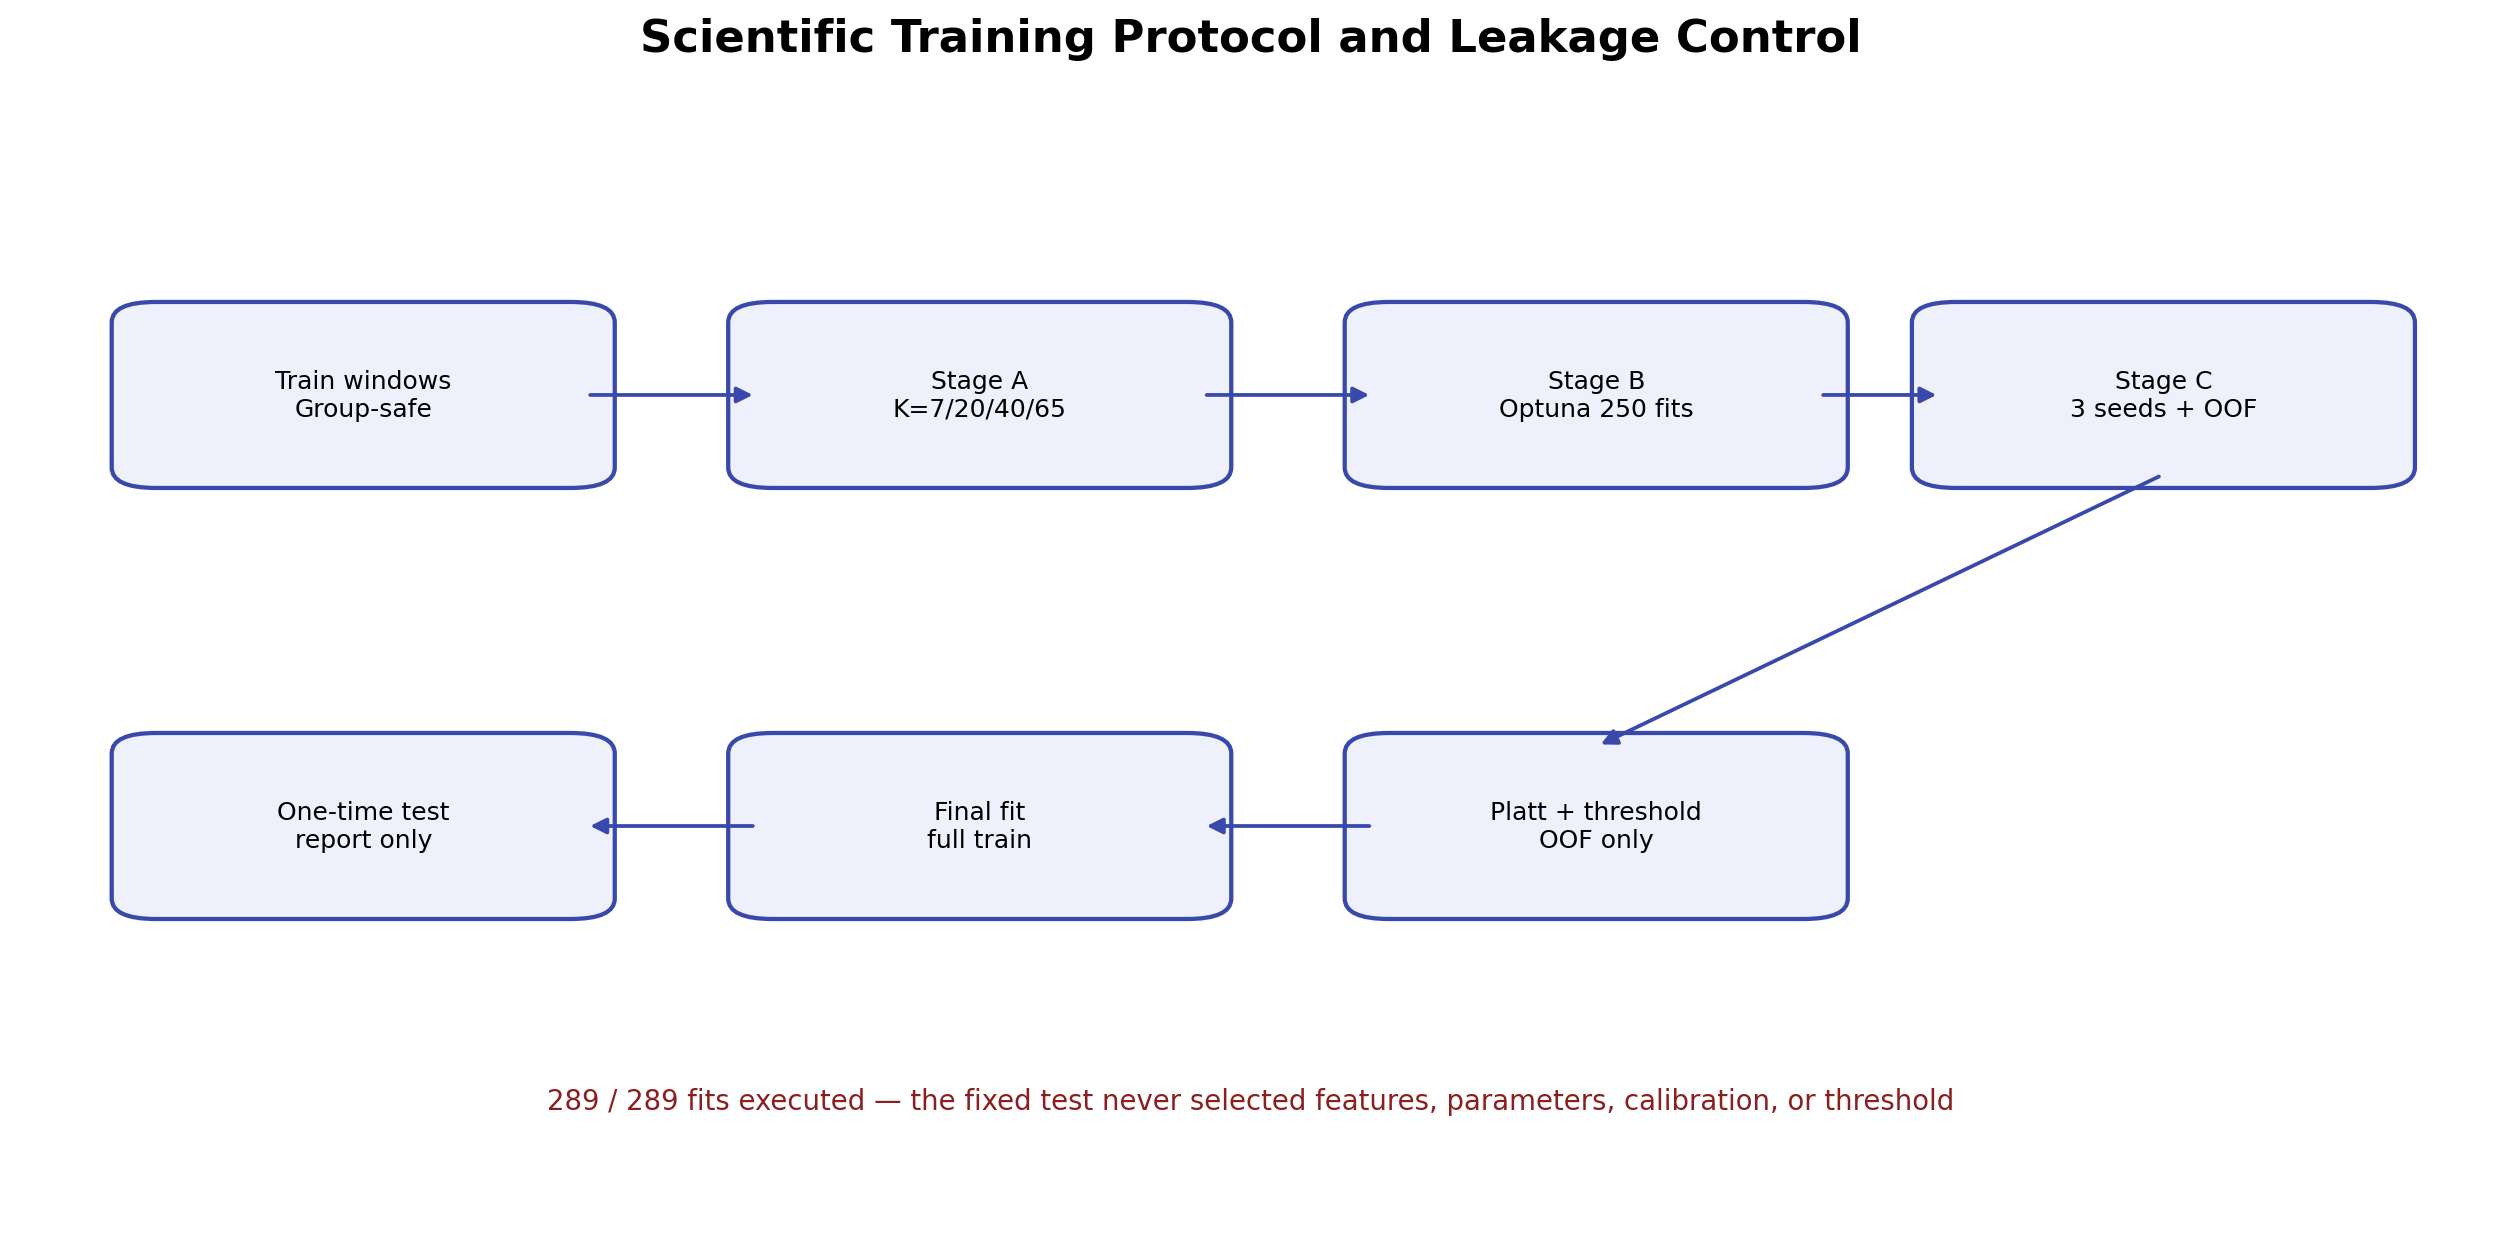 Scientific Training Protocol and Leakage Control
Train windows
Group-safe
Stage A
K=7/20/40/65
Stage B
Optuna 250 fits
Stage C
3 seeds + OOF
One-time test
report only
Final fit
full train
Platt + threshold
OOF only
289 / 289 fits executed — the fixed test never selected features, parameters, calibration, or threshold